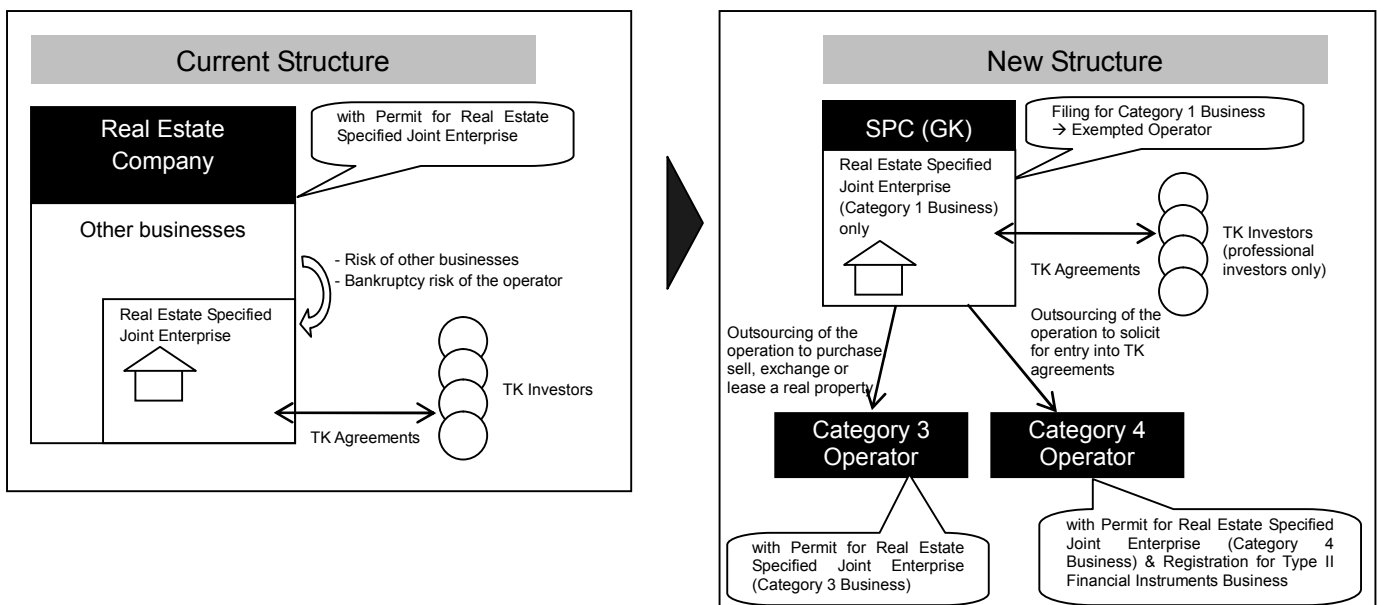 Current Structure
Real Estate
Company
with Permit for Real Estate
Specified Joint Enterprise
Other businesses
- Risk of other businesses
- Bankruptcy risk of the operator
Real Estate Specified
Joint Enterprise
TK Investors
TK Agreements
New Structure
SPC (GK)
Filing for Category 1 Business
→ Exempted Operator
Real Estate Specified
Joint Enterprise
(Category 1 Business)
only
TK Investors
(professional
investors only)
TK Agreements
Outsourcing of the
operation to purchase
sell, exchange or
lease a real property
Outsourcing of the
operation to solicit
for entry into TK
agreements
Category 3
Operator
Category 4
Operator
with Permit for Real Estate
Specified Joint Enterprise
(Category 3 Business)
with Permit for Real Estate Specified
Joint Enterprise (Category 4
Business) & Registration for Type II
Financial Instruments Business